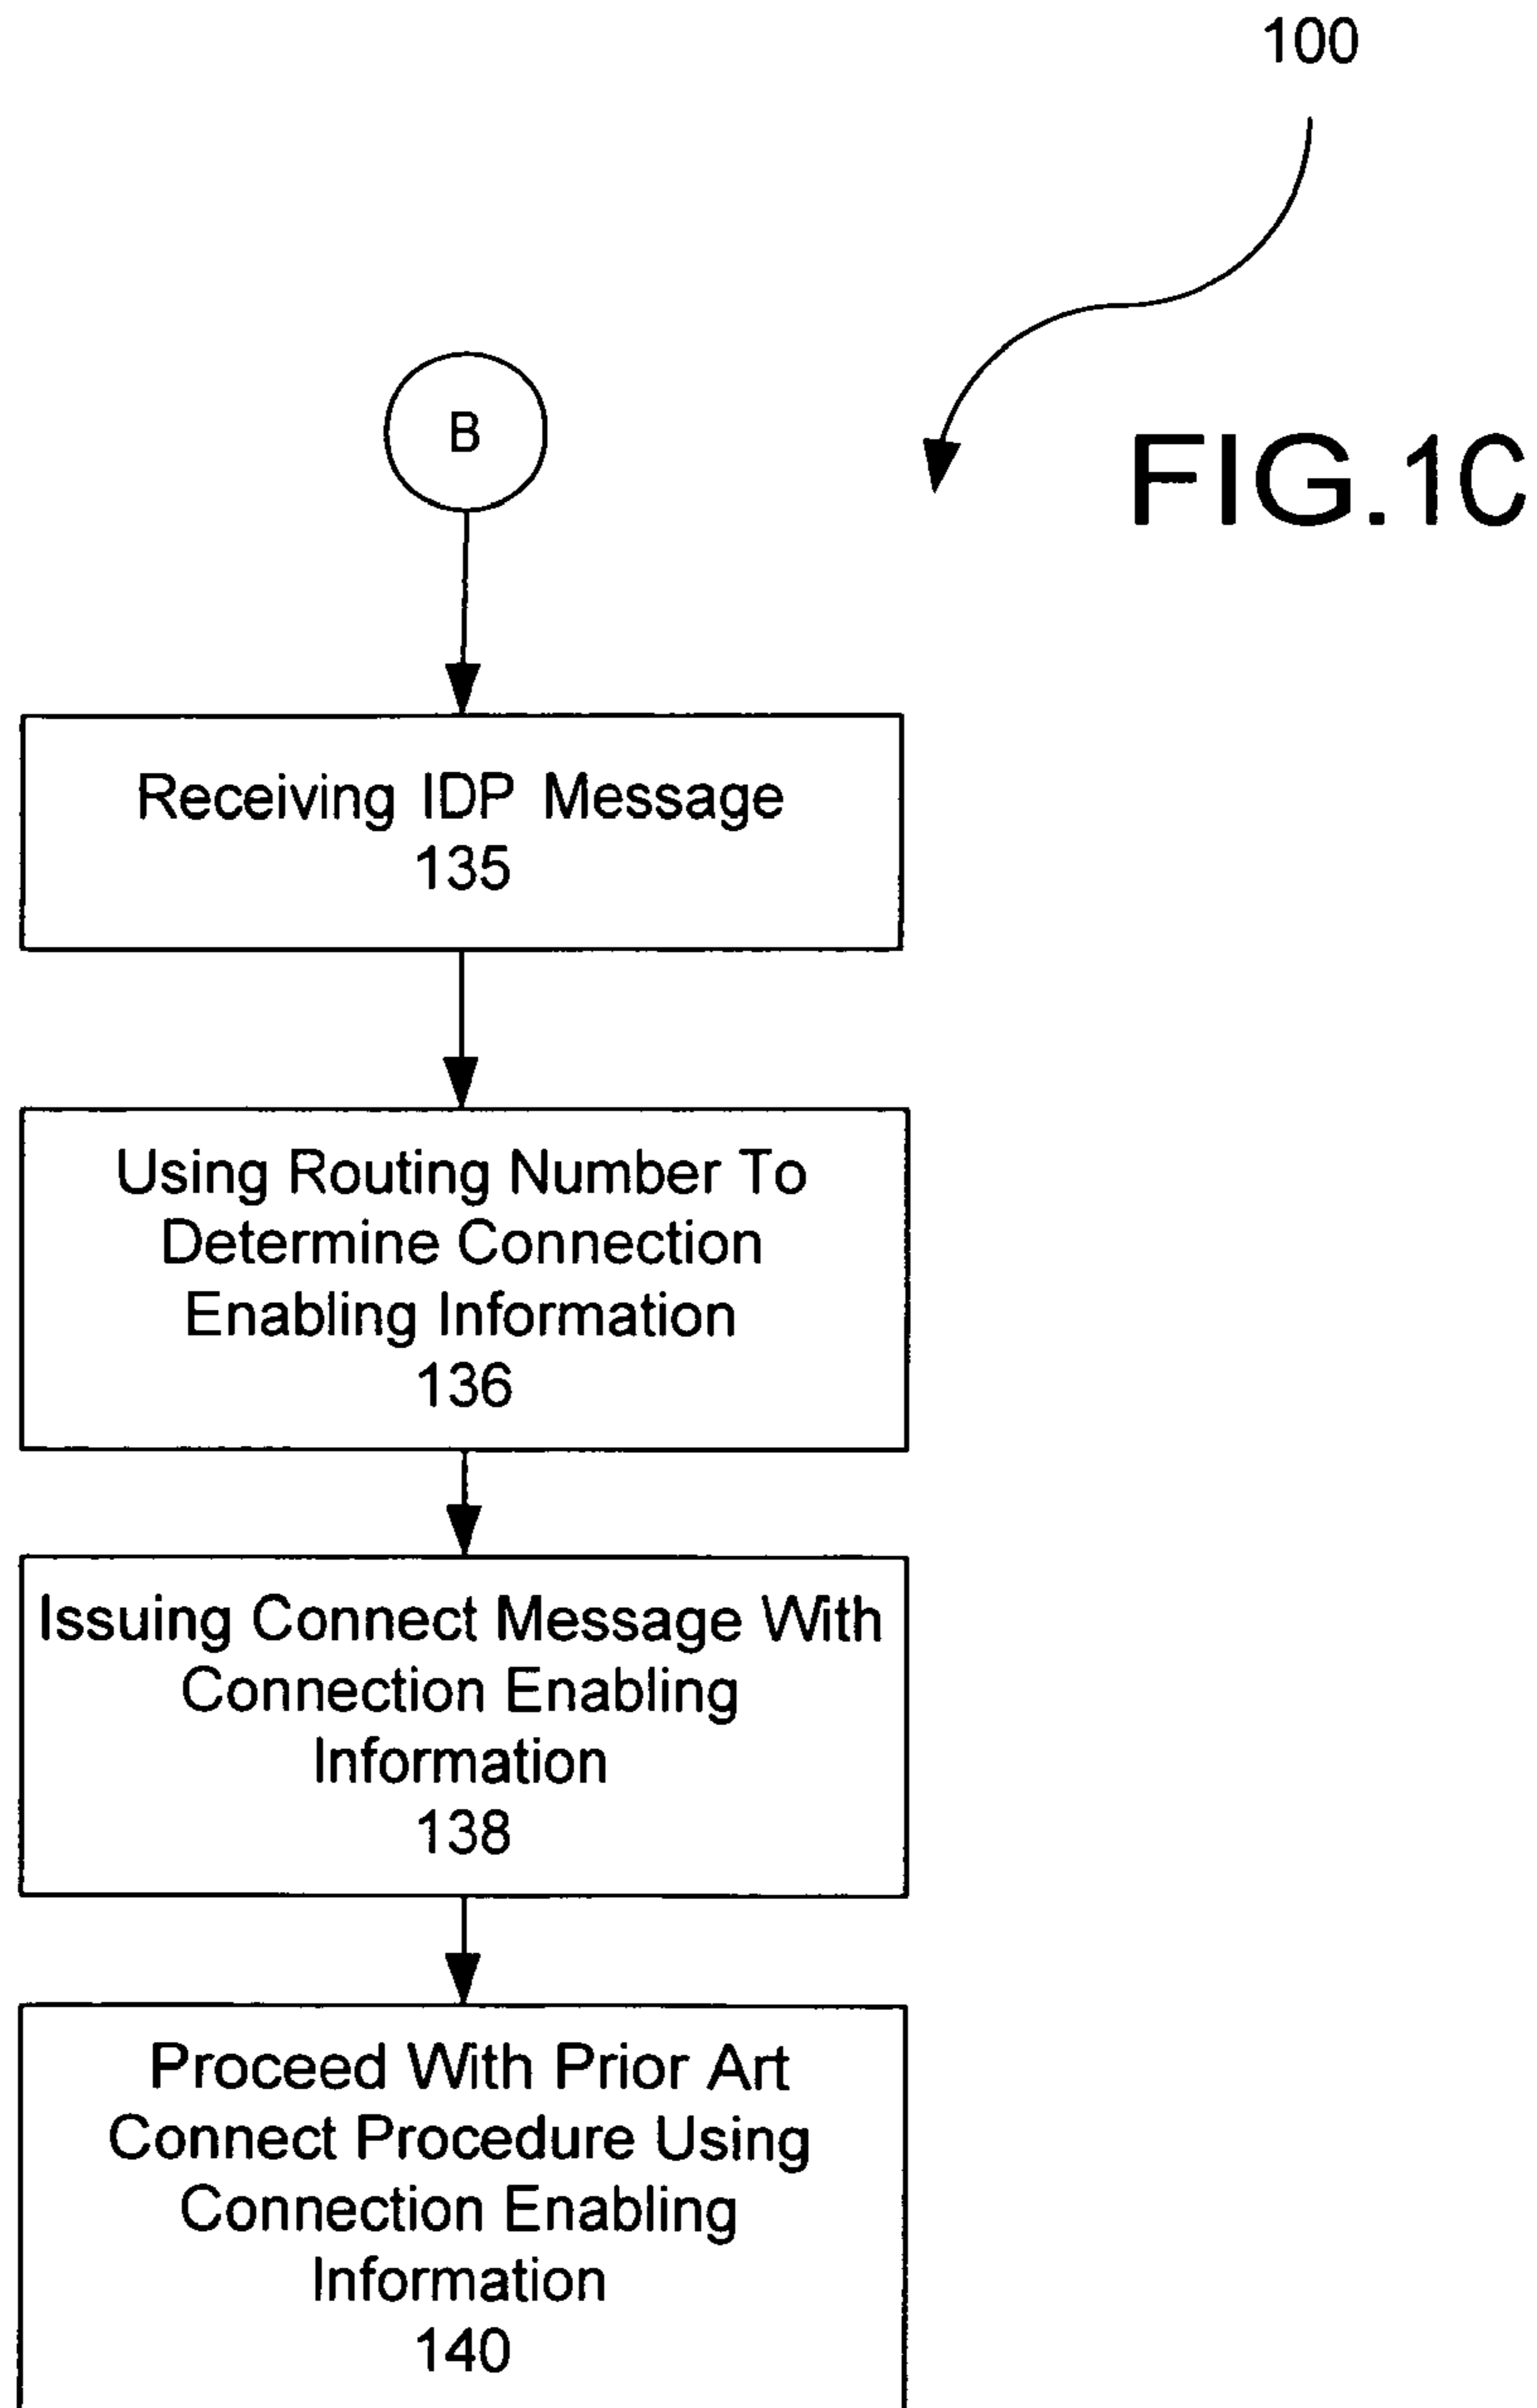 100
B
FIG.1C
Receiving IDP Message
135
Using Routing Number To
Determine Connection
Enabling Information
136
Issuing Connect Message With
Connection Enabling
Information
138
Proceed With Prior Art
Connect Procedure Using
Connection Enabling
Information
140